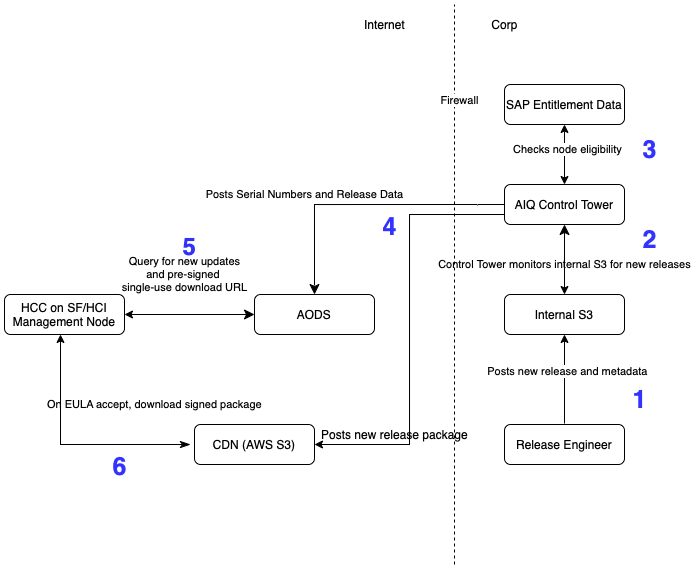 Internet
Corp
Firewall
SAP Entitlement Data
Checks node eligibility
3
Posts Serial Numbers and Release Data
AIQ Control Tower
4
2
5
Query for new updates
and pre-signed
single-use download URL
Control Tower monitors internal S3 for new releases
HCC on SF/HCI
Management Node
AODS
Internal S3
Posts new release and metadata
1
On EULA accept, download signed package
Posts new release package
CDN (AWS S3)
Release Engineer
6